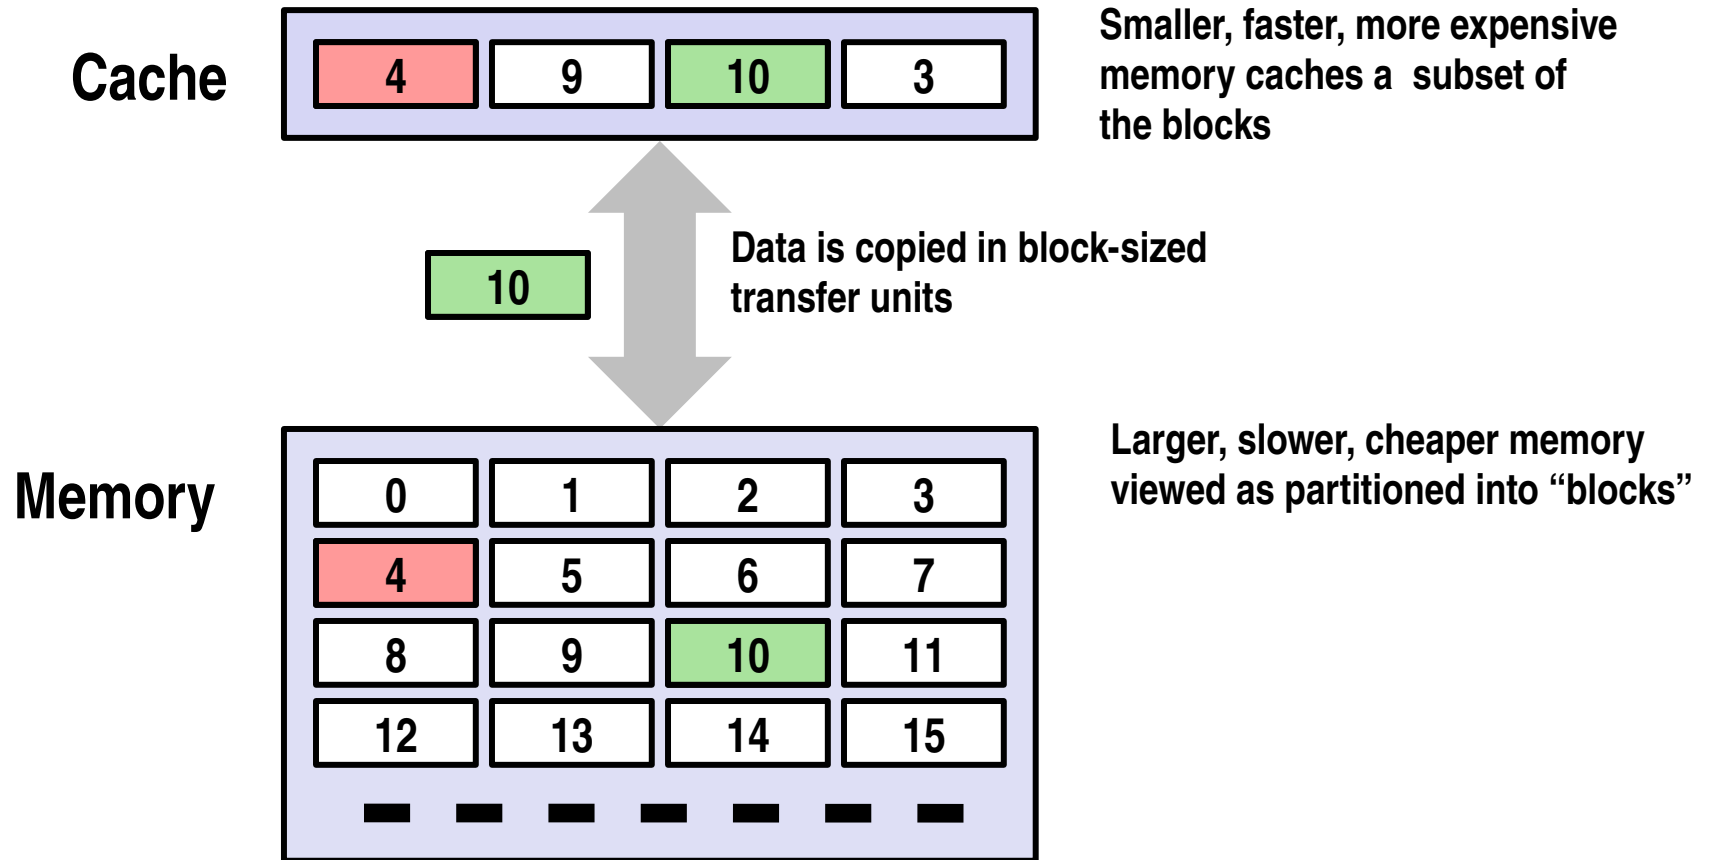 Cache
4 9 10 3
Smaller, faster, more expensive
memory caches a subset of
the blocks
10
Data is copied in block-sized
transfer units
Memory
0 1 2 3
4 5 6 7
8 9 10 11
12 13 14 15
Larger, slower, cheaper memory
viewed as partitioned into “blocks”